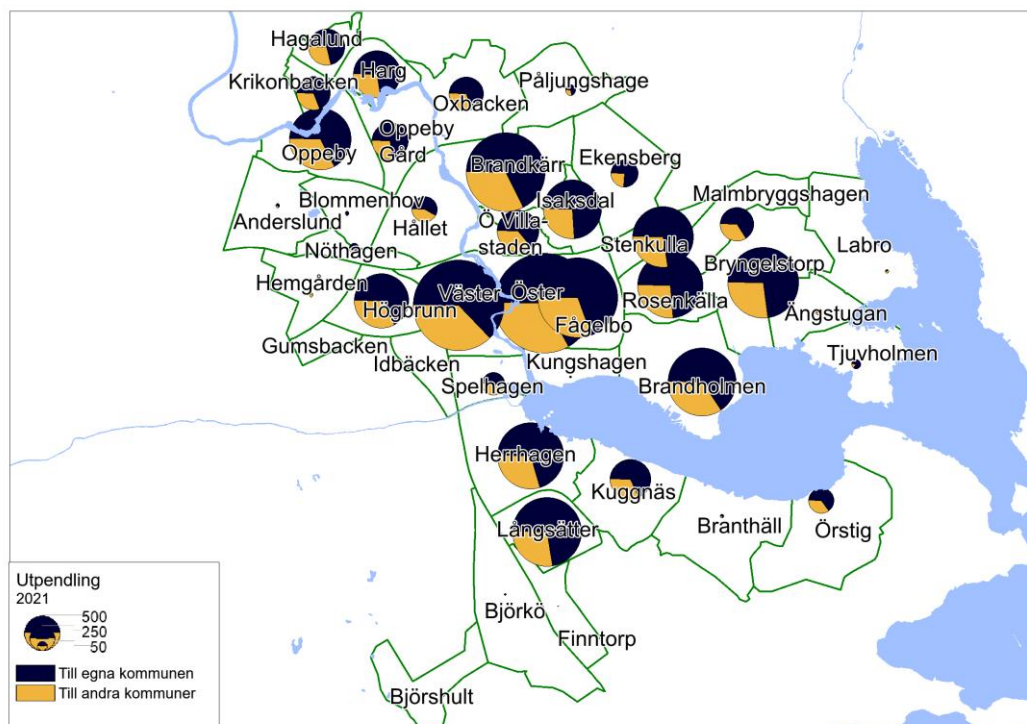 Hagalund
Harg
Krikonbacken
Oxbacken
Påljungshage
Oppeby
Oppeby
Gård
Brandkärr
Ekensberg
Isaksdal
Blommenhov
Anderslund
Hållet
Ö Villa-
staden
Malmbryggshagen
Stenkulla
Labro
Nöthagen
Bryngelstorp
Hemgården
Högbrunn
Väster
Öster
Rosenkälla
Ängstugan
Fågelbo
Gumsbacken
Idbäcken
Kungshagen
Tjuvholmen
Spelhagen
Brandholmen
Herrhagen
Kuggnäs
Branthäll
Örstig
Långsätter
Björkö
Finntorp
Björshult
Utpendling
2021
500
250
50
Till egna kommunen
Till andra kommuner